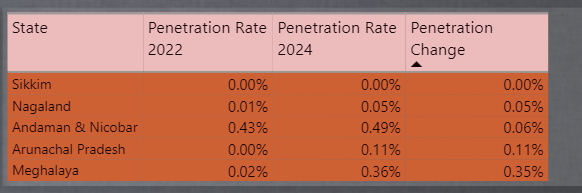 State Penetration Rate 2022 Penetration Rate 2024 Penetration Change
Sikkim 0.00% 0.00% 0.00%
Nagaland 0.01% 0.05% 0.05%
Andaman & Nicobar 0.43% 0.49% 0.06%
Arunachal Pradesh 0.00% 0.11% 0.11%
Meghalaya 0.02% 0.36% 0.35%